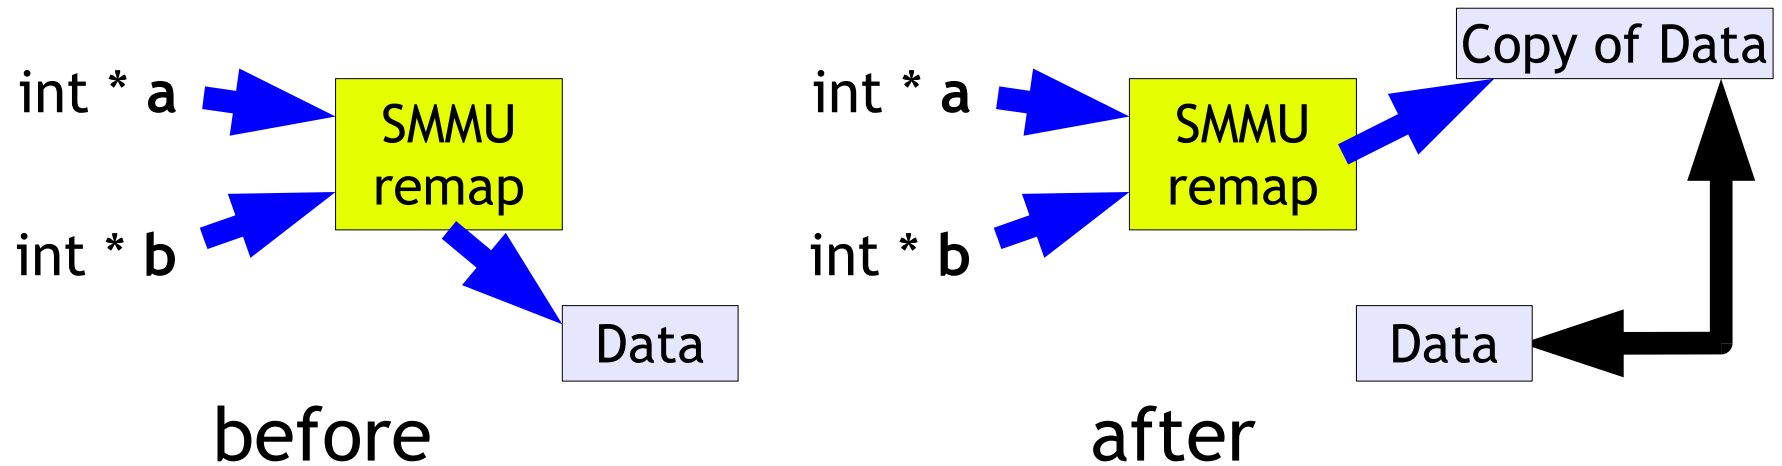 int * a
SMMU
remap
int * b
Data
before
Copy of Data
int * a
SMMU
remap
int * b
Data
after